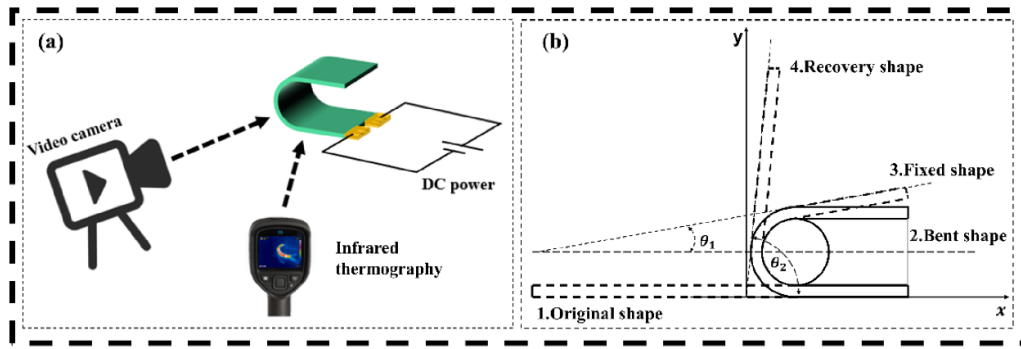 (a)
Video camera
DC power
Infrared
thermography
(b)
y
4.Recovery shape
3.Fixed shape
θ₁
2.Bent shape
θ₂
1.Original shape
x